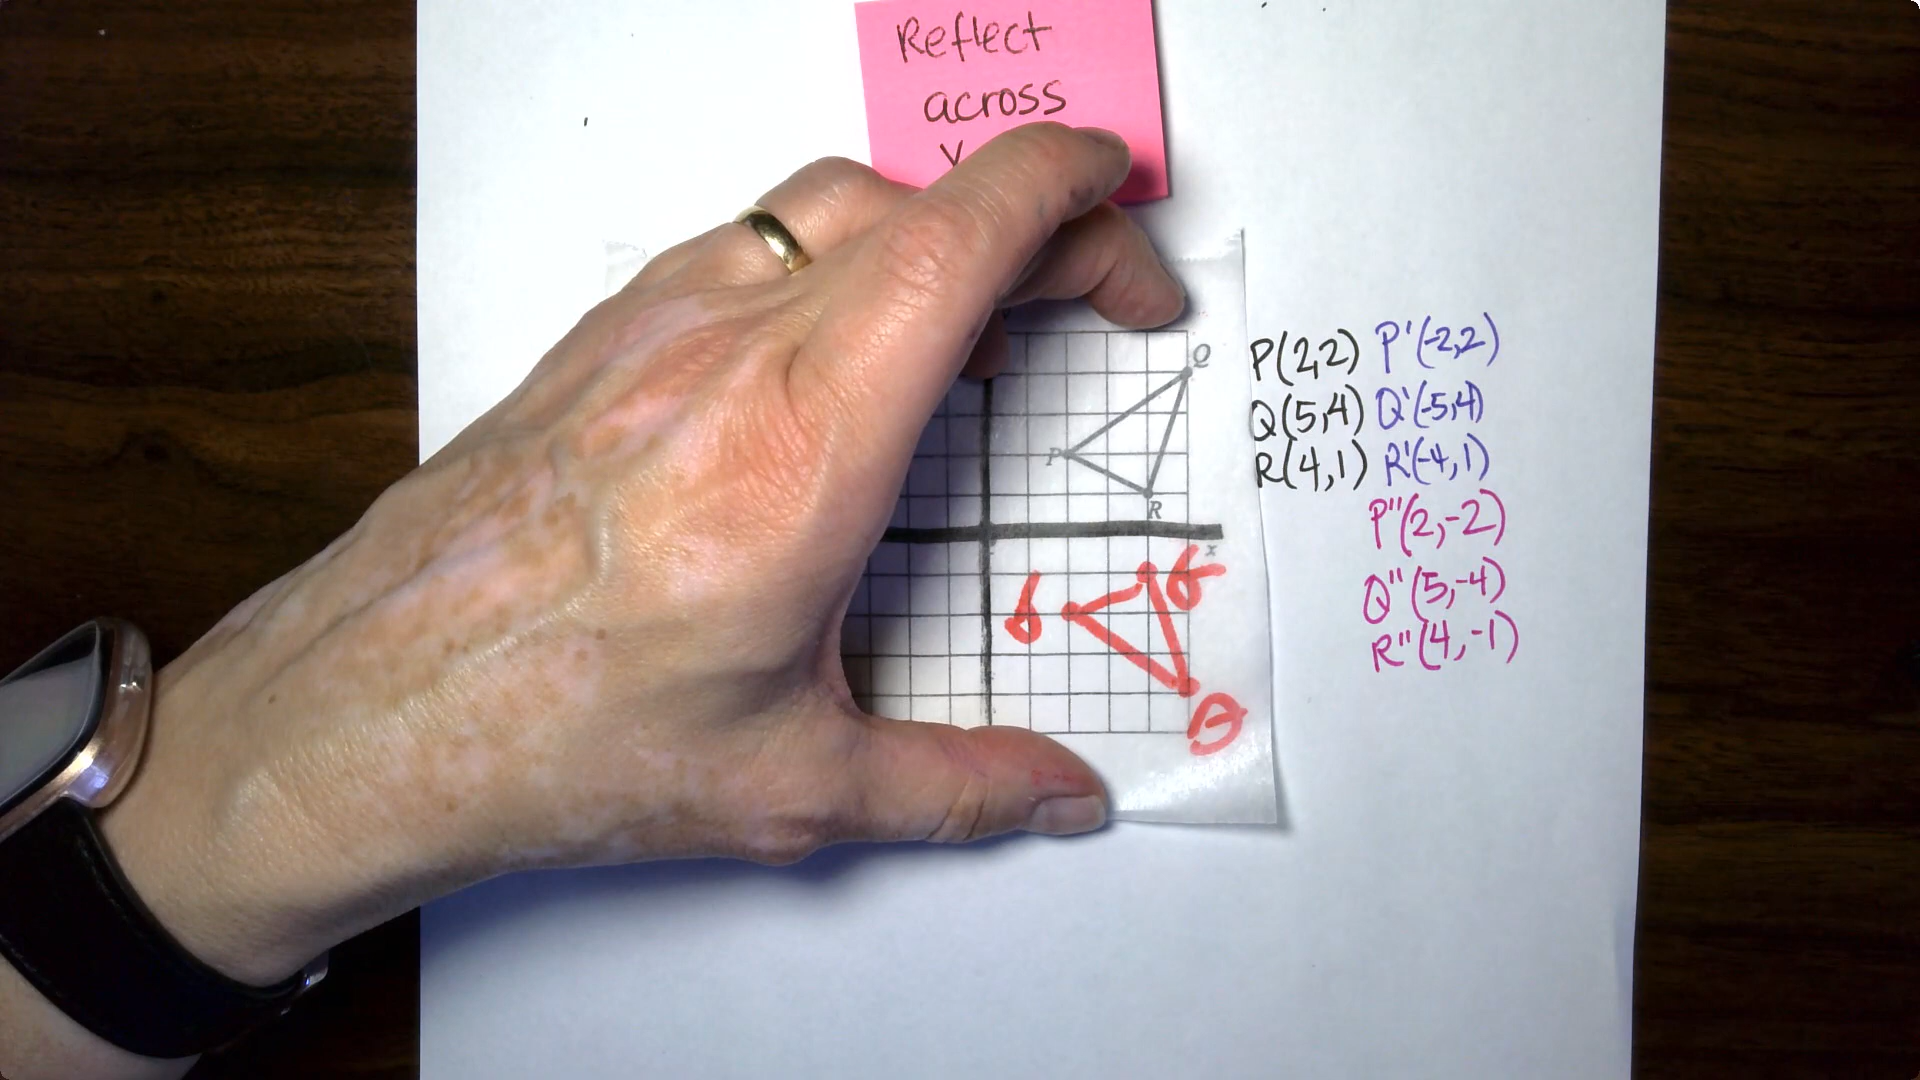 Reflect
across
Q
P
R
x
P(2,2) P'(-2,2)
Q(5,4) Q'(-5,4)
R(4,1) R'(-4,1)
P"(2,-2)
Q"(5,-4)
R"(4,-1)